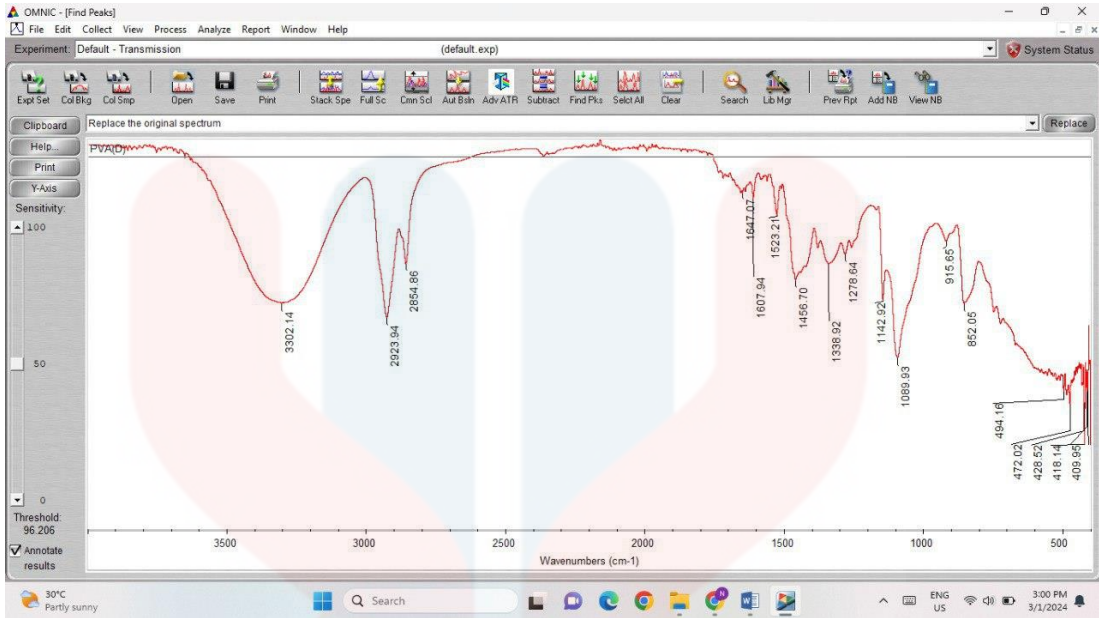 OMNIC - [Find Peaks]
File Edit Collect View Process Analyze Report Window Help
Experiment: Default - Transmission (default.exp) System Status
Expt Set Col Bkg Col Smp Open Save Print Stack Spe Full Sc Cmn Scl Aut Bsln Adv ATR Subtract Find Pks Selct All Clear Search Lib Mgr Prev Rpt Add NB View NB
Clipboard Replace the original spectrum Replace
Help...
Print
Y-Axis
Sensitivity:
100
50
0
Threshold:
96.206
Annotate
results
PVA(D)
3302.14
2923.94
2854.86
1647.07
1607.94
1523.21
1456.70
1338.92
1278.64
1142.92
1089.93
915.65
852.05
494.16
472.02
428.52
418.14
409.95
3500 3000 2500 2000 1500 1000 500
Wavenumbers (cm-1)
30°C
Partly sunny
Search
N
ENG
US
3:00 PM
3/1/2024